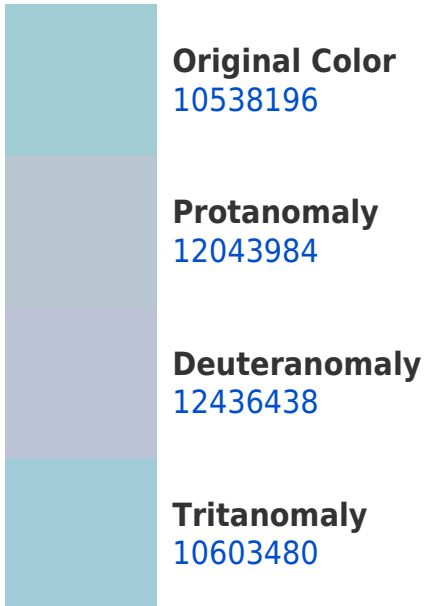 Original Color
10538196
Protanomaly
12043984
Deuteranomaly
12436438
Tritanomaly
10603480